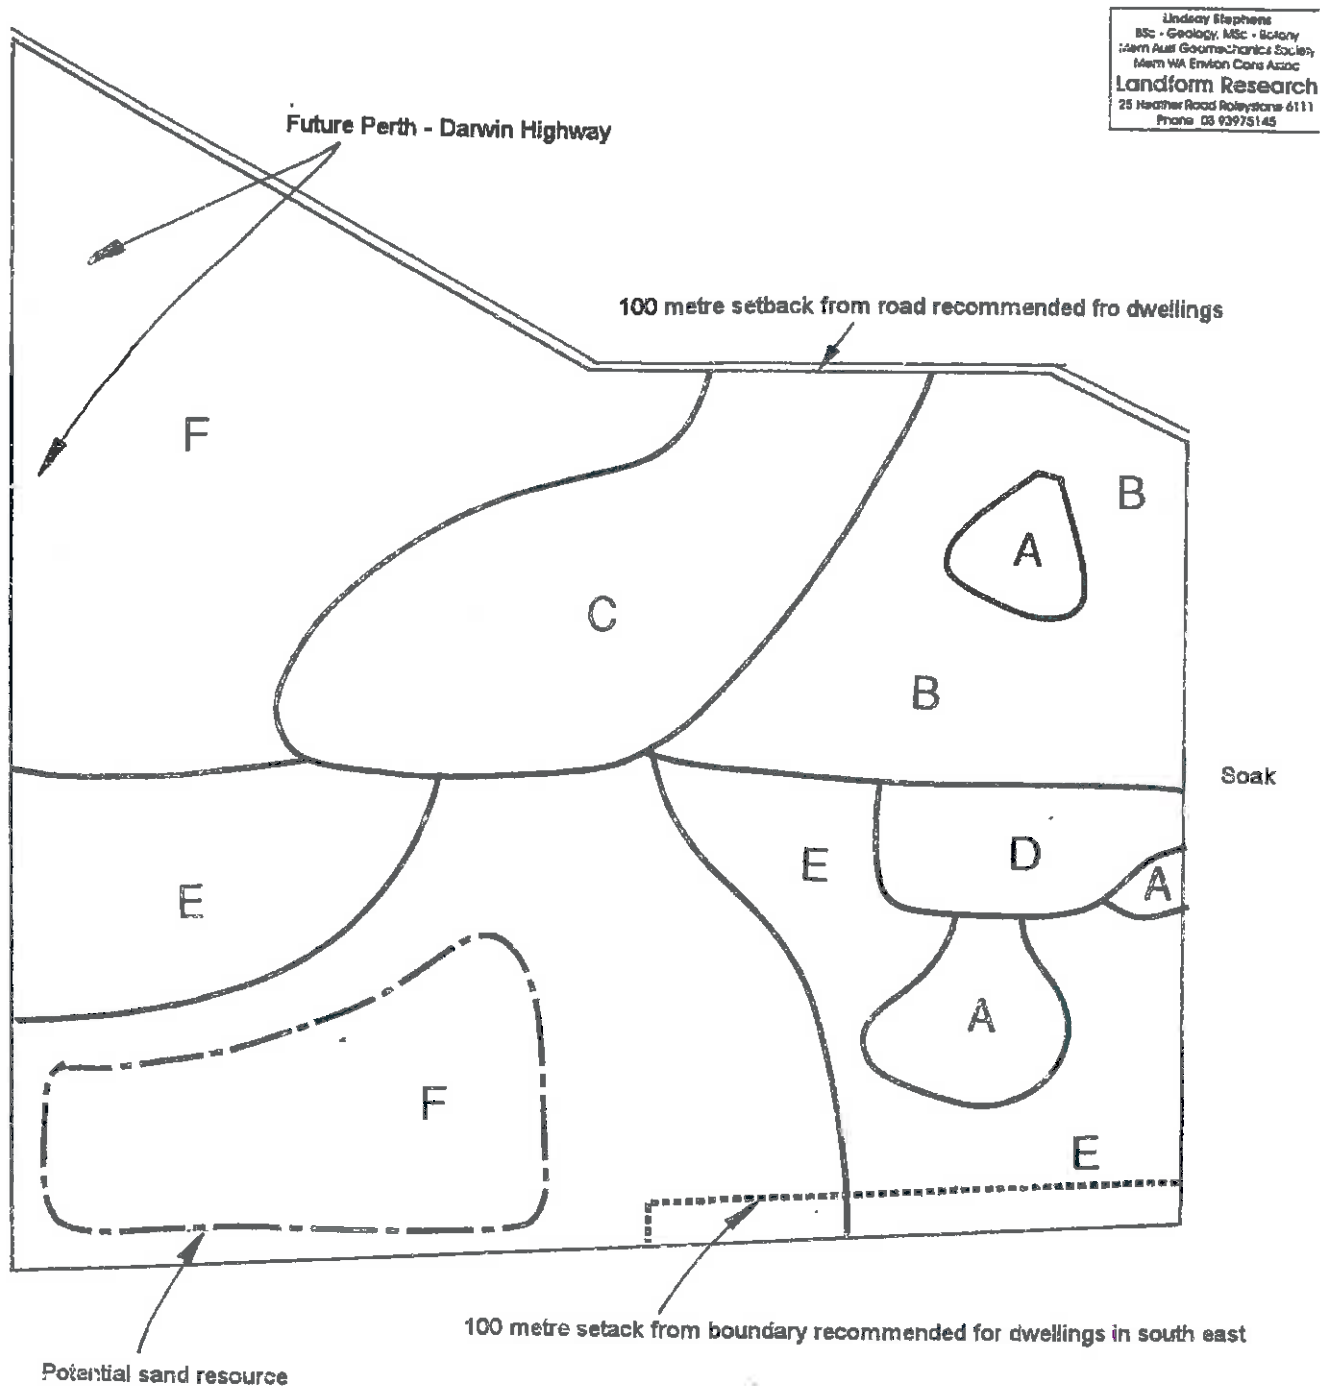 Lindsay Stephens
BSc - Geology, MSc - Botany
Mem Aust Geomechanics Society
Mem WA Environ Cons Assoc
Landform Research
25 Heather Road Roleystone 6111
Phone 08 93975145
Future Perth - Darwin Highway
100 metre setback from road recommended fro dwellings
F
B
A
C
B
Soak
E
D
A
E
A
F
E
100 metre setack from boundary recommended for dwellings in south east
Potential sand resource